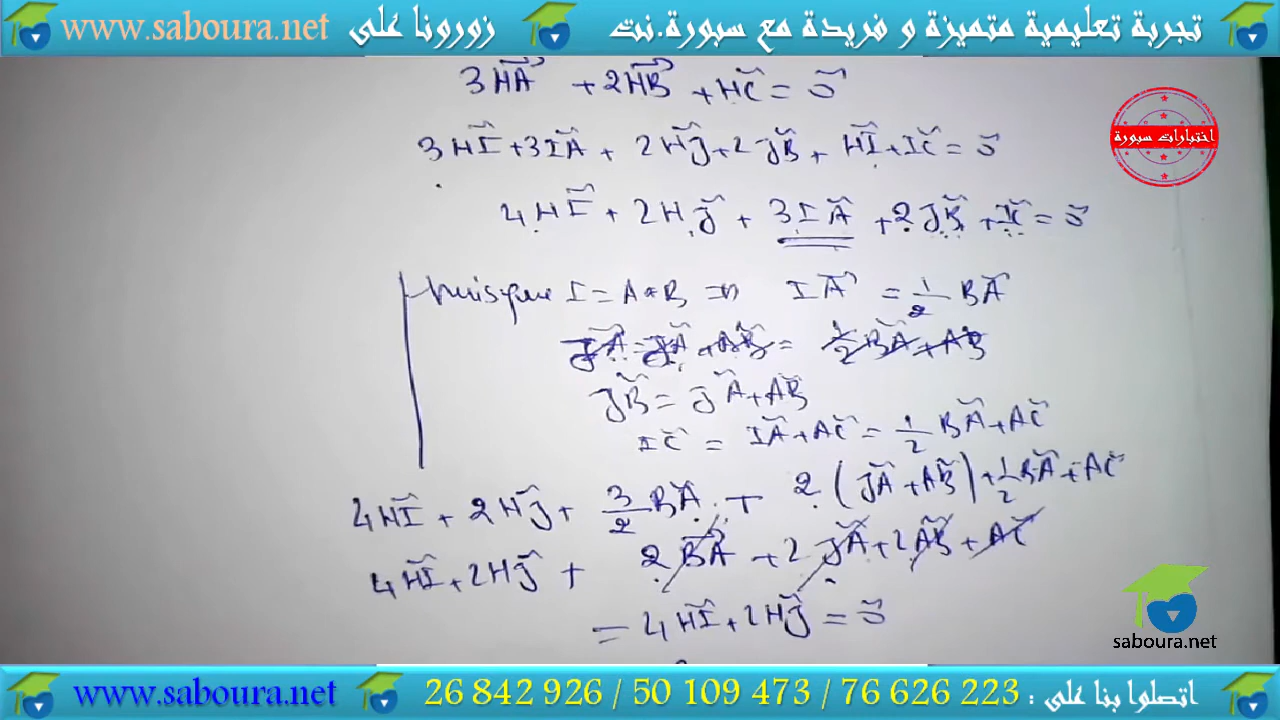 تجربة تعليمية متميزة و فريدة مع سبورة.نت زورونا على www.saboura.net
3HA + 2HB + HC = 0
اختبارات سبورة
3HI + 3IA + 2HJ + 2JB + HI + IC = 0
4HI + 2HJ + 3IA + 2JB + IC = 0
Puisque I = A*B ⇒ IA = 1/2 BA
JB = JA + AB
IC = IA + AC = 1/2 BA + AC
4HI + 2HJ + 3/2 BA + 2(JA + AB) + 1/2 BA + AC
4HI + 2HJ + 2BA + 2JA + 2AB + AC
= 4HI + 2HJ = 0
saboura.net
اتصلوا بنا على : 223 626 76 / 473 109 50 / 926 842 26 www.saboura.net